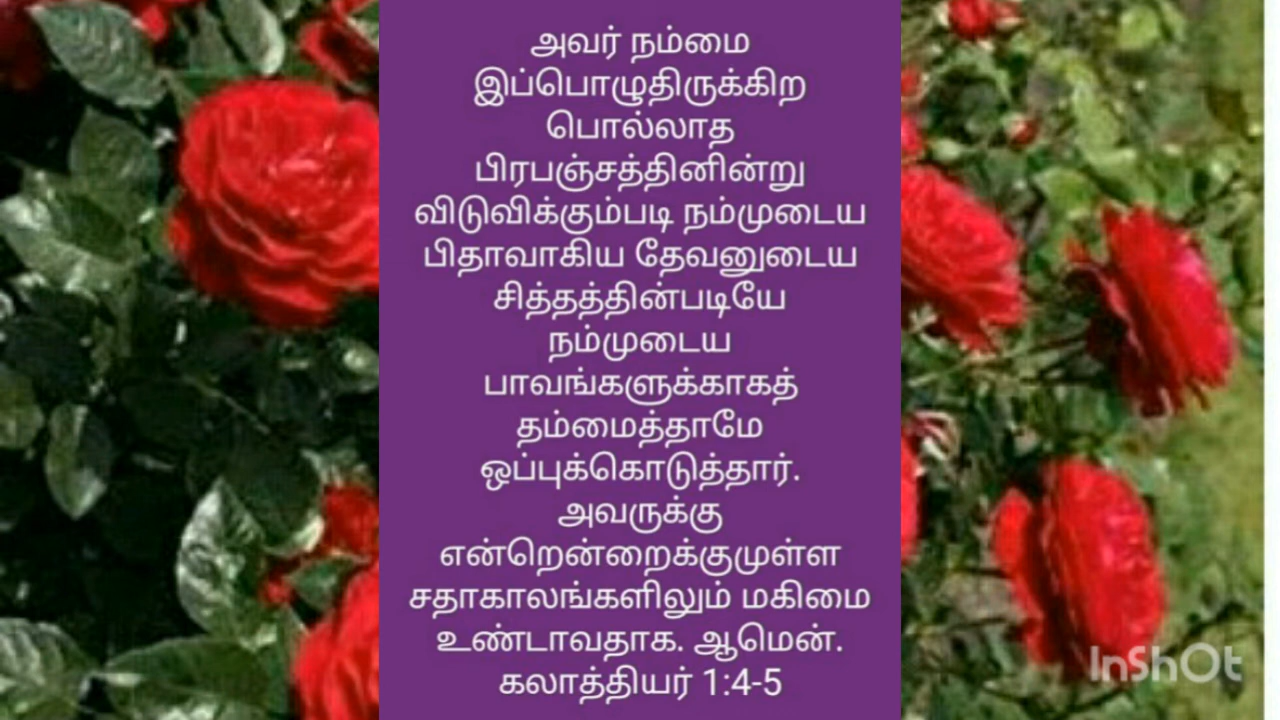 அவர் நம்மை
இப்பொழுதிருக்கிற
பொல்லாத
பிரபஞ்சத்தினின்று
விடுவிக்கும்படி நம்முடைய
பிதாவாகிய தேவனுடைய
சித்தத்தின்படியே
நம்முடைய
பாவங்களுக்காகத்
தம்மைத்தாமே
ஒப்புக்கொடுத்தார்.
அவருக்கு
என்றென்றைக்குமுள்ள
சதாகாலங்களிலும் மகிமை
உண்டாவதாக. ஆமென்.
கலாத்தியர் 1:4-5
InShOt